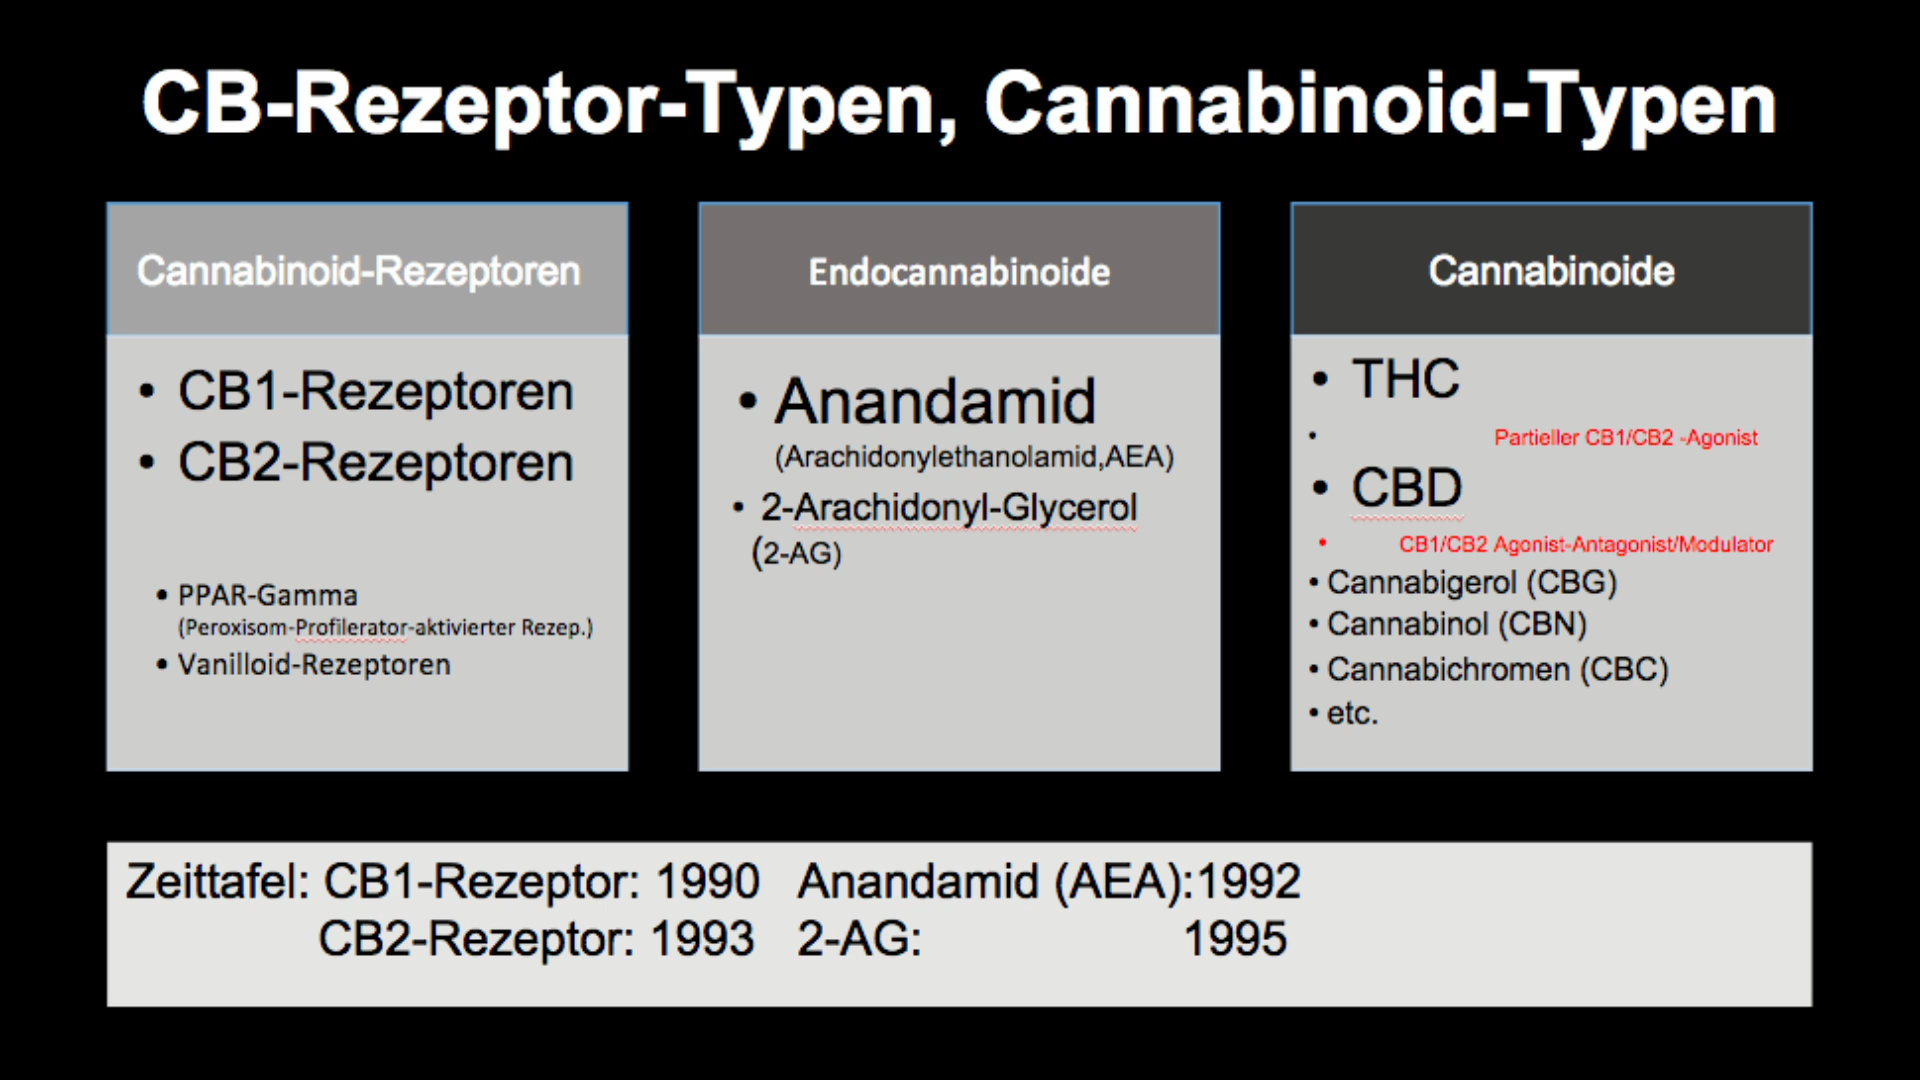 CB-Rezeptor-Typen, Cannabinoid-Typen
Cannabinoid-Rezeptoren
• CB1-Rezeptoren
• CB2-Rezeptoren
• PPAR-Gamma
(Peroxisom-Profilerator-aktivierter Rezep.)
• Vanilloid-Rezeptoren
Endocannabinoide
• Anandamid
(Arachidonylethanolamid,AEA)
• 2-Arachidonyl-Glycerol
(2-AG)
Cannabinoide
• THC
• Partieller CB1/CB2 -Agonist
• CBD
• CB1/CB2 Agonist-Antagonist/Modulator
• Cannabigerol (CBG)
• Cannabinol (CBN)
• Cannabichromen (CBC)
• etc.
Zeittafel: CB1-Rezeptor: 1990 Anandamid (AEA):1992
CB2-Rezeptor: 1993 2-AG: 1995